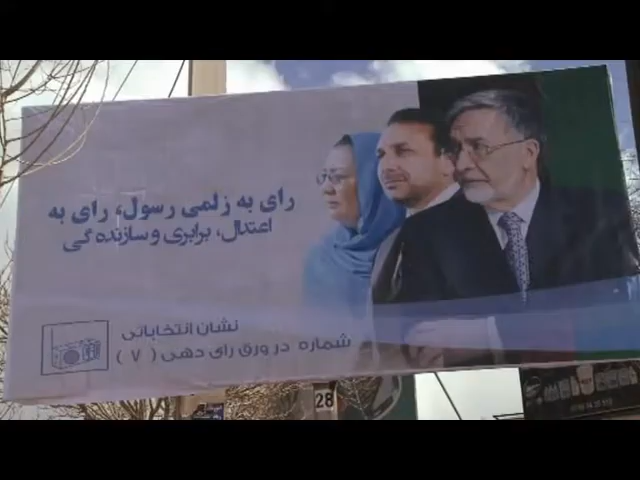 رای به زلمی رسول، رای به
اعتدال، برابری و سازنده گی
نشان انتخاباتی
شماره در ورق رای دهی ( ۷ )
28